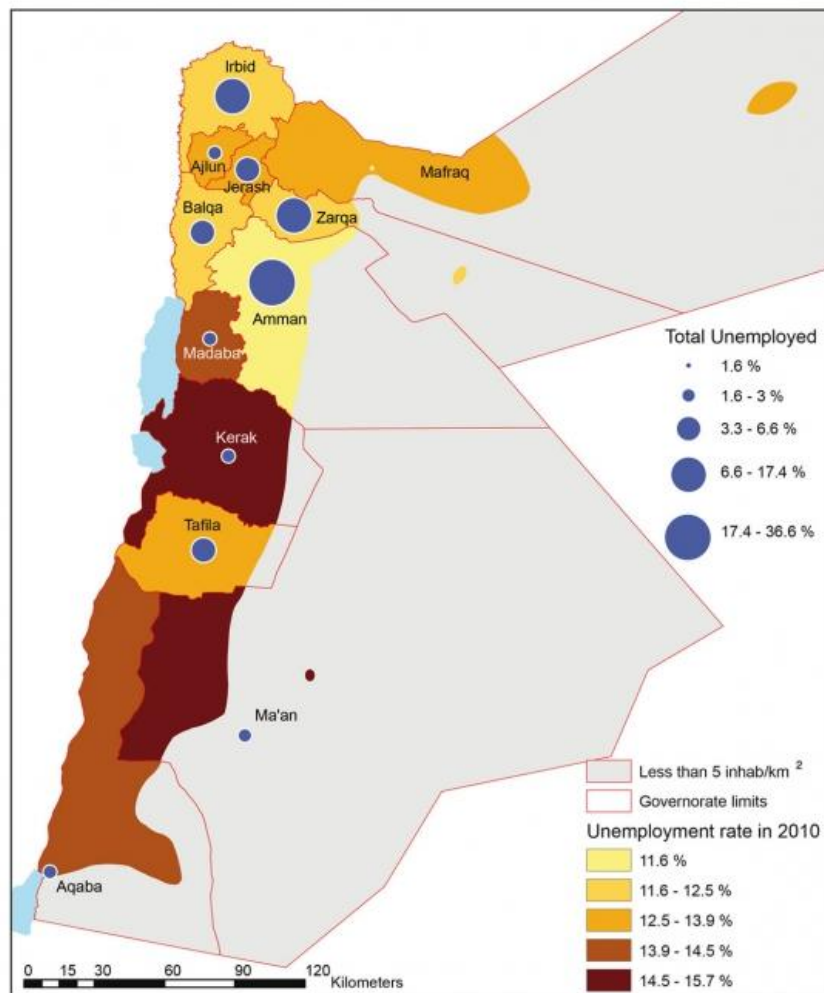 Irbid
Ajlun
Jerash
Mafraq
Balqa
Zarqa
Amman
Madaba
Kerak
Tafila
Ma'an
Aqaba
Total Unemployed
1.6 %
1.6 - 3 %
3.3 - 6.6 %
6.6 - 17.4 %
17.4 - 36.6 %
Less than 5 inhab/km 2
Governorate limits
Unemployment rate in 2010
11.6 %
11.6 - 12.5 %
12.5 - 13.9 %
13.9 - 14.5 %
14.5 - 15.7 %
0 15 30 60 90 120
Kilometers